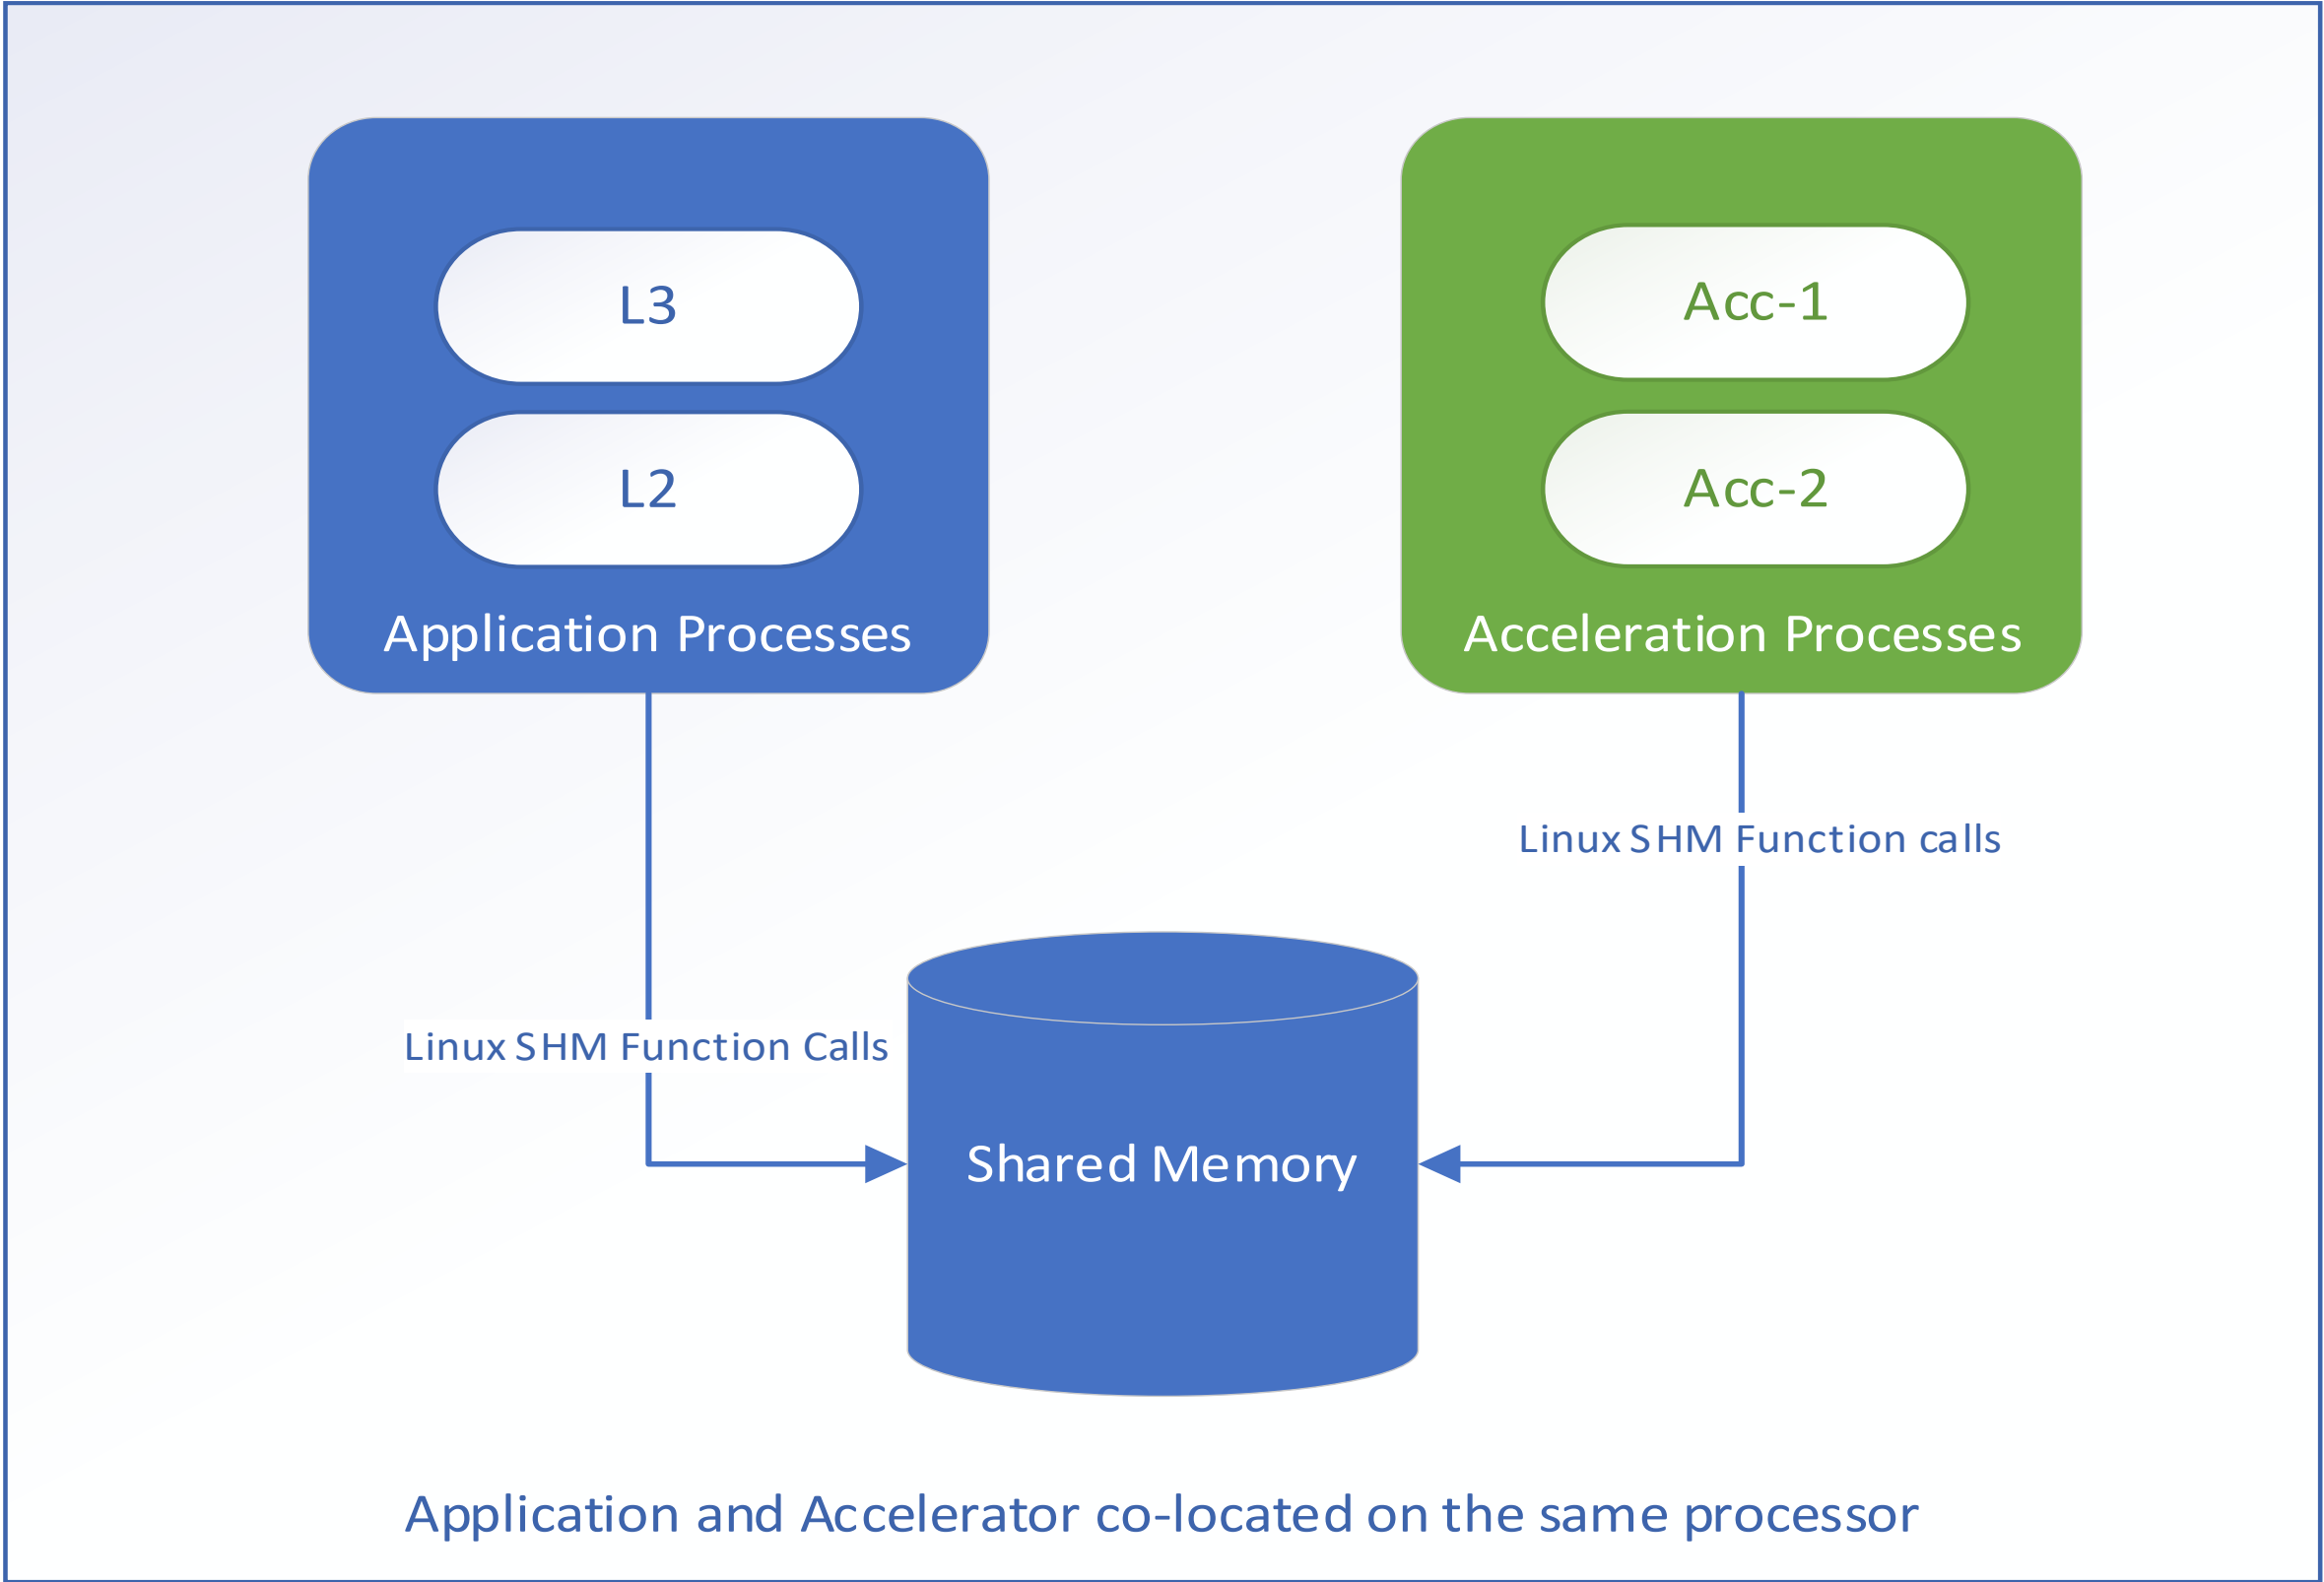 L3
L2
Application Processes
Acc-1
Acc-2
Acceleration Processes
Linux SHM Function calls
Linux SHM Function Calls
Shared Memory
Application and Accelerator co-located on the same processor